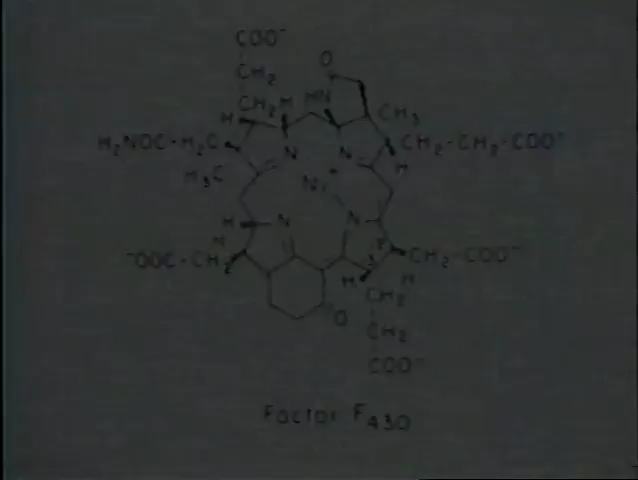 COO⁻
O
CH₂
CH₂ H HN
H CH₃
H₂NOC-H₂C N N CH₂-CH₂-COO⁻
H₃C Ni⁺ H
H N N
H
⁻OOC-CH₂ CH₂-COO⁻
H H
CH₂
O
CH₂
COO⁻
Factor F₄₃₀